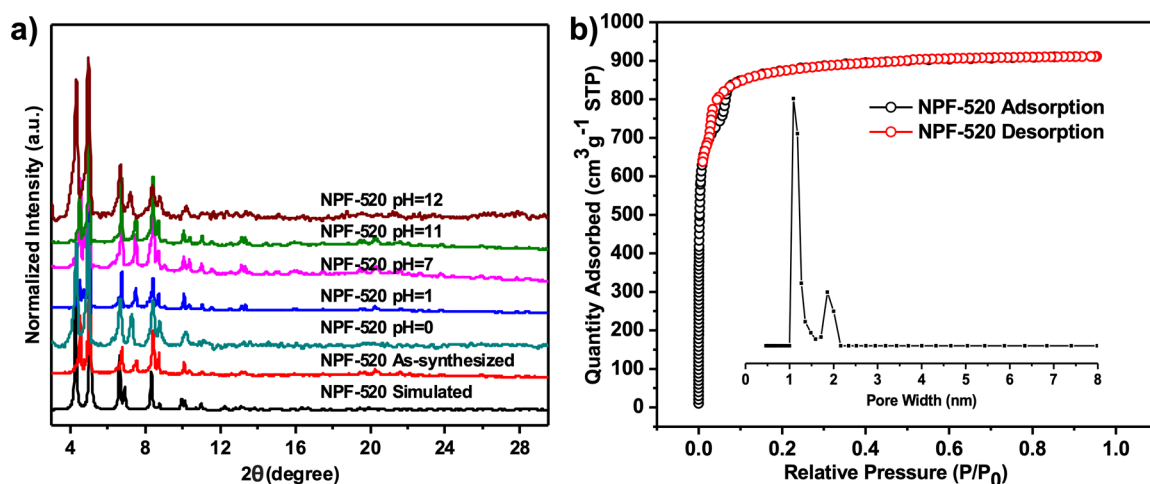 a)
Normalized Intensity (a.u.)
NPF-520 pH=12
NPF-520 pH=11
NPF-520 pH=7
NPF-520 pH=1
NPF-520 pH=0
NPF-520 As-synthesized
NPF-520 Simulated
4 8 12 16 20 24 28
2θ(degree)
b)
Quantity Adsorbed (cm³g⁻¹ STP)
1000
900
800
700
600
500
400
300
200
100
0
NPF-520 Adsorption
NPF-520 Desorption
0 1 2 3 4 5 6 7 8
Pore Width (nm)
0.0 0.2 0.4 0.6 0.8 1.0
Relative Pressure (P/P₀)